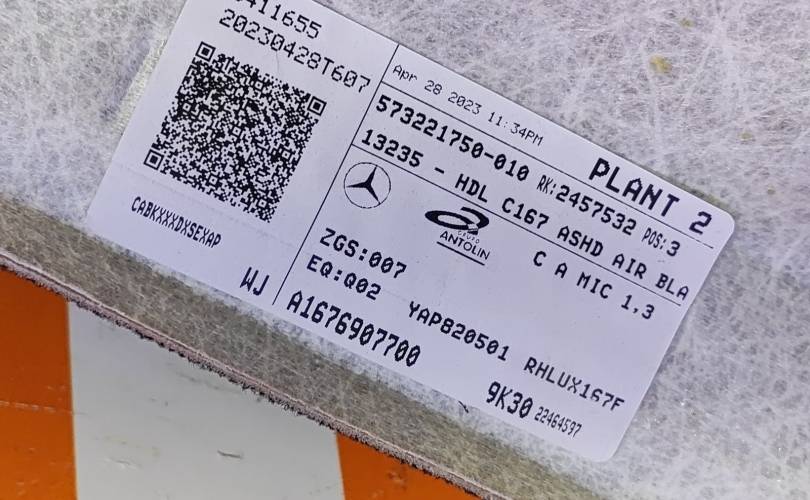 411655
20230428T607
CABKXXXDXSEXAP
WJ
Apr 28 2023 11:34PM
PLANT 2
573221750-010 RK:2457532 POS:3
13235 - HDL C167 ASHD AIR BLA
GRUPO
ANTOLIN
C A MIC 1,3
ZGS:007
EQ:Q02 YAP820501 RHLUX167F
A1676907700 9K30 22464597